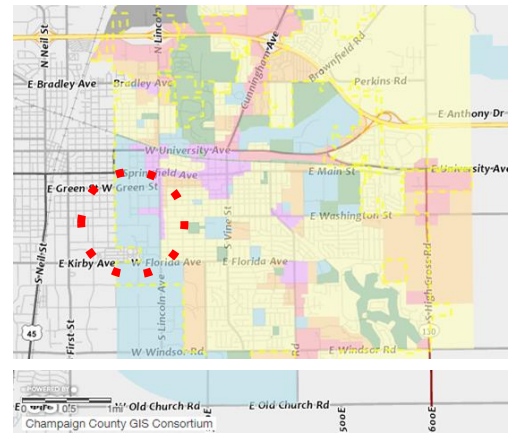 N Neil St
N Lincoln
Cunningham Ave
Brownfield Rd
E Bradley Ave
Bradley Ave
Perkins Rd
E Anthony Dr
W University Ave
E University Ave
Springfield Ave
E Main St
E Green St W Green St
E Washington St
S Vine St
E Kirby Ave
W Florida Ave
E Florida Ave
S Neil St
First St
S Lincoln Ave
S High Cross Rd
45
130
W Windsor Rd
Rd
E Windsor Rd
POWERED BY
esri
0 0.5 1mi
W Old Church Rd
E Old Church Rd
500E
600E
Champaign County GIS Consortium